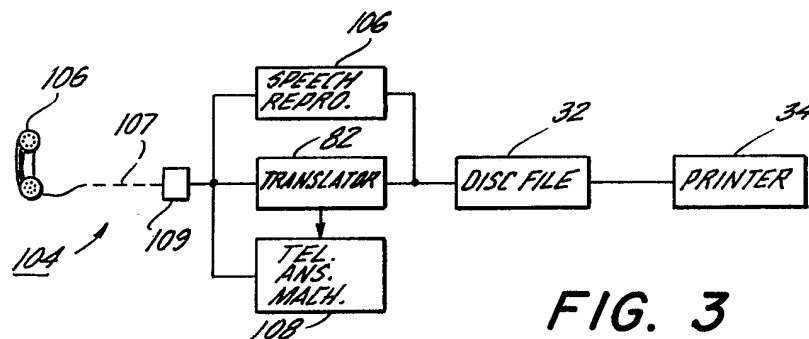 106
106
SPEECH
REPRO.
107
82
TRANSLATOR
32
DISC FILE
34
PRINTER
104
109
TEL.
ANS.
MACH.
108
FIG. 3